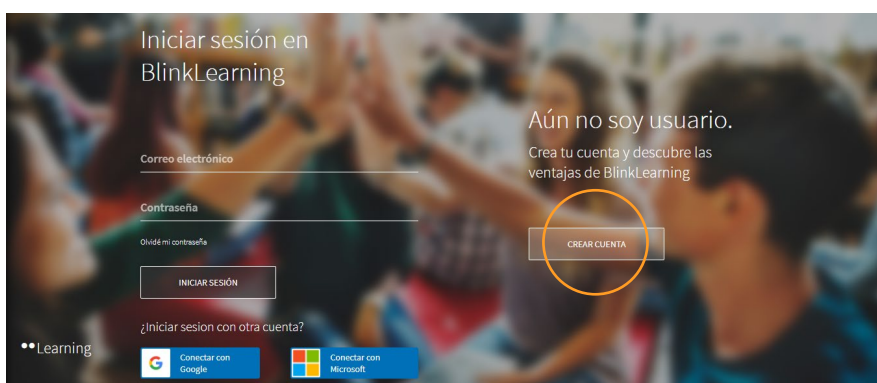 Iniciar sesión en
BlinkLearning
Correo electrónico
Contraseña
Olvidé mi contraseña
INICIAR SESIÓN
¿Iniciar sesion con otra cuenta?
Conectar con
Google
Conectar con
Microsoft
Learning
Aún no soy usuario.
Crea tu cuenta y descubre las
ventajas de BlinkLearning
CREAR CUENTA